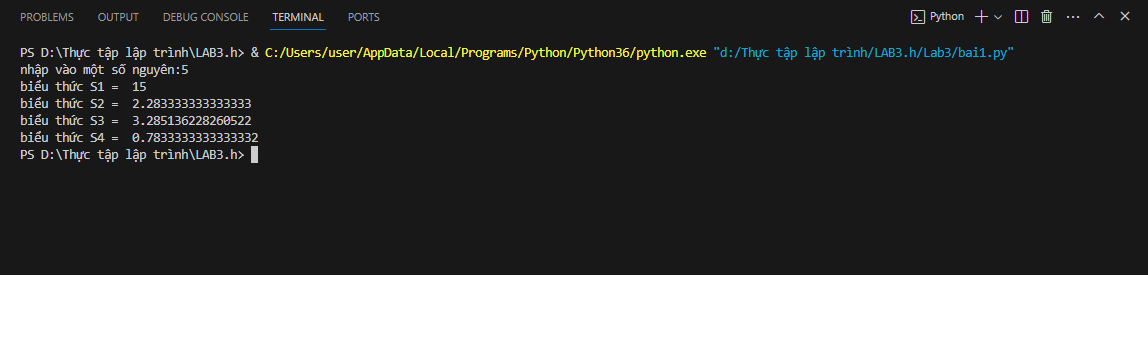 PROBLEMS OUTPUT DEBUG CONSOLE TERMINAL PORTS Python
PS D:\Thực tập lập trình\LAB3.h> & C:/Users/user/AppData/Local/Programs/Python/Python36/python.exe "d:/Thực tập lập trình/LAB3.h/Lab3/bai1.py"
nhập vào một số nguyên:5
biểu thức S1 =  15
biểu thức S2 =  2.283333333333333
biểu thức S3 =  3.285136228260522
biểu thức S4 =  0.7833333333333332
PS D:\Thực tập lập trình\LAB3.h>